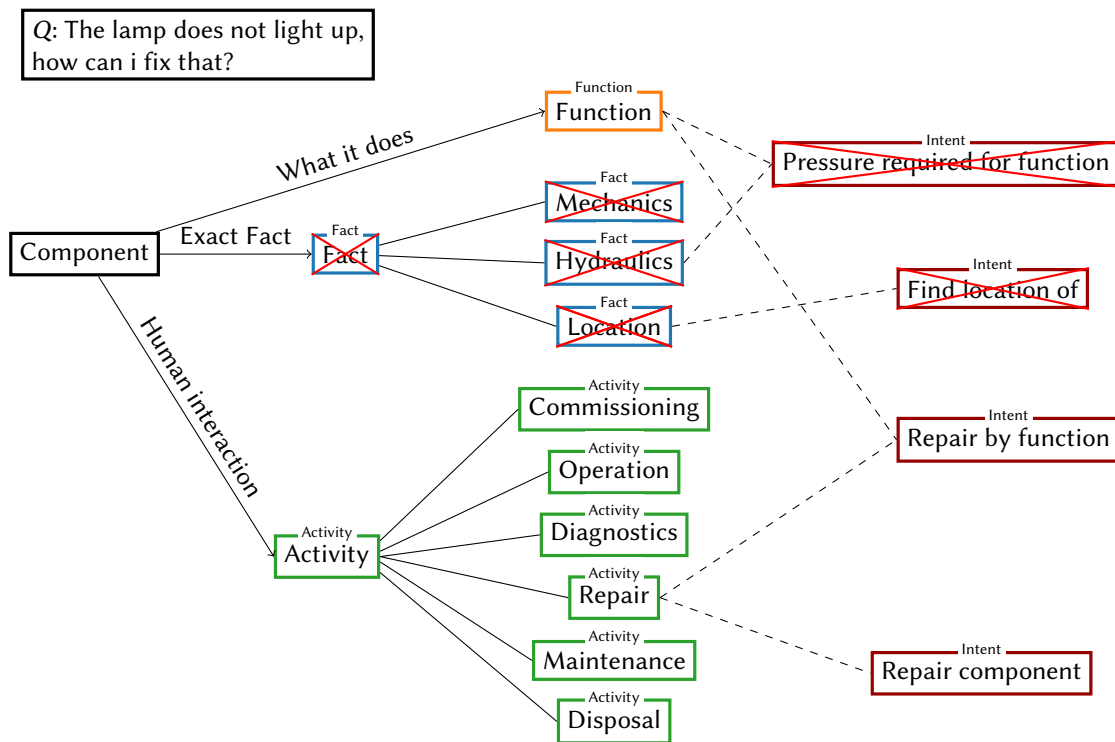 Q: The lamp does not light up,
how can i fix that?
Function
Function
What it does
Intent
Pressure required for function
Fact
Mechanics
Component
Exact Fact
Fact
Fact
Fact
Hydraulics
Intent
Find location of
Fact
Location
Human interaction
Activity
Commissioning
Intent
Repair by function
Activity
Operation
Activity
Diagnostics
Activity
Activity
Activity
Repair
Activity
Maintenance
Intent
Repair component
Activity
Disposal